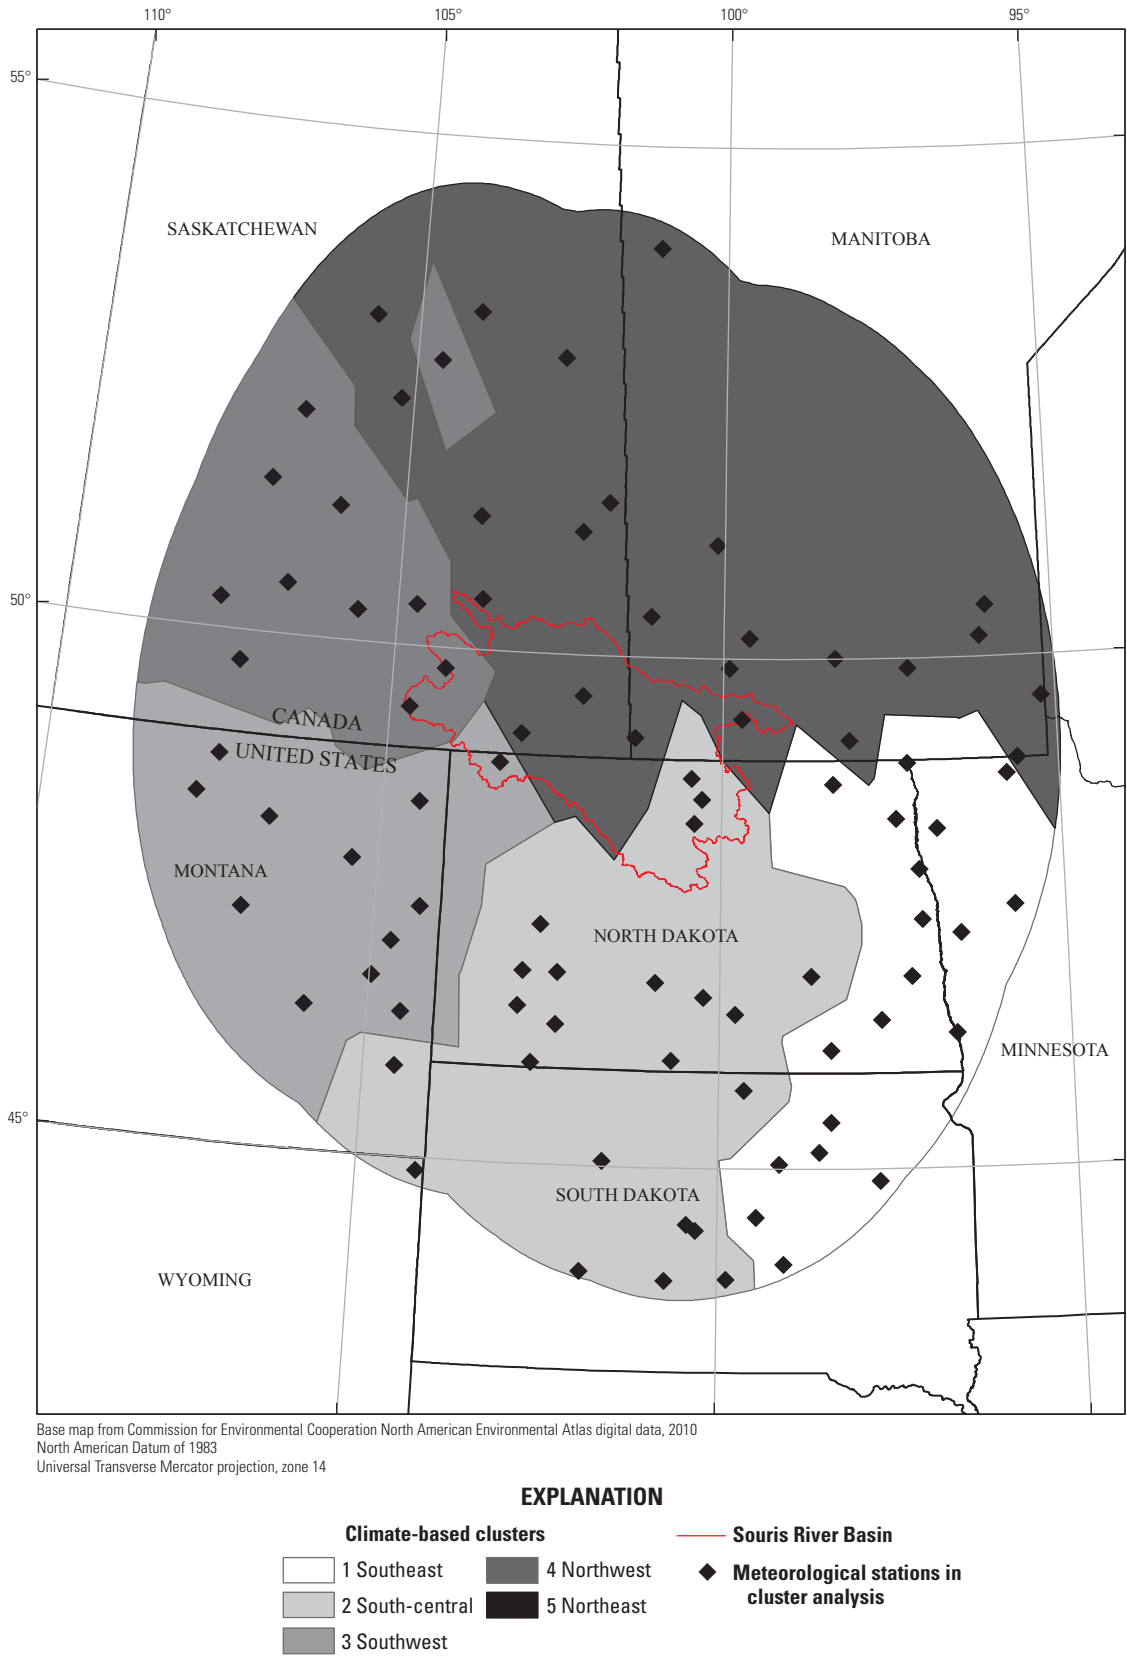 110°
105°
100°
95°
55°
SASKATCHEWAN
MANITOBA
50°
CANADA
UNITED STATES
MONTANA
NORTH DAKOTA
MINNESOTA
45°
SOUTH DAKOTA
WYOMING
Base map from Commission for Environmental Cooperation North American Environmental Atlas digital data, 2010
North American Datum of 1983
Universal Transverse Mercator projection, zone 14
EXPLANATION
Climate-based clusters
1 Southeast
2 South-central
3 Southwest
4 Northwest
5 Northeast
Souris River Basin
Meteorological stations in
cluster analysis